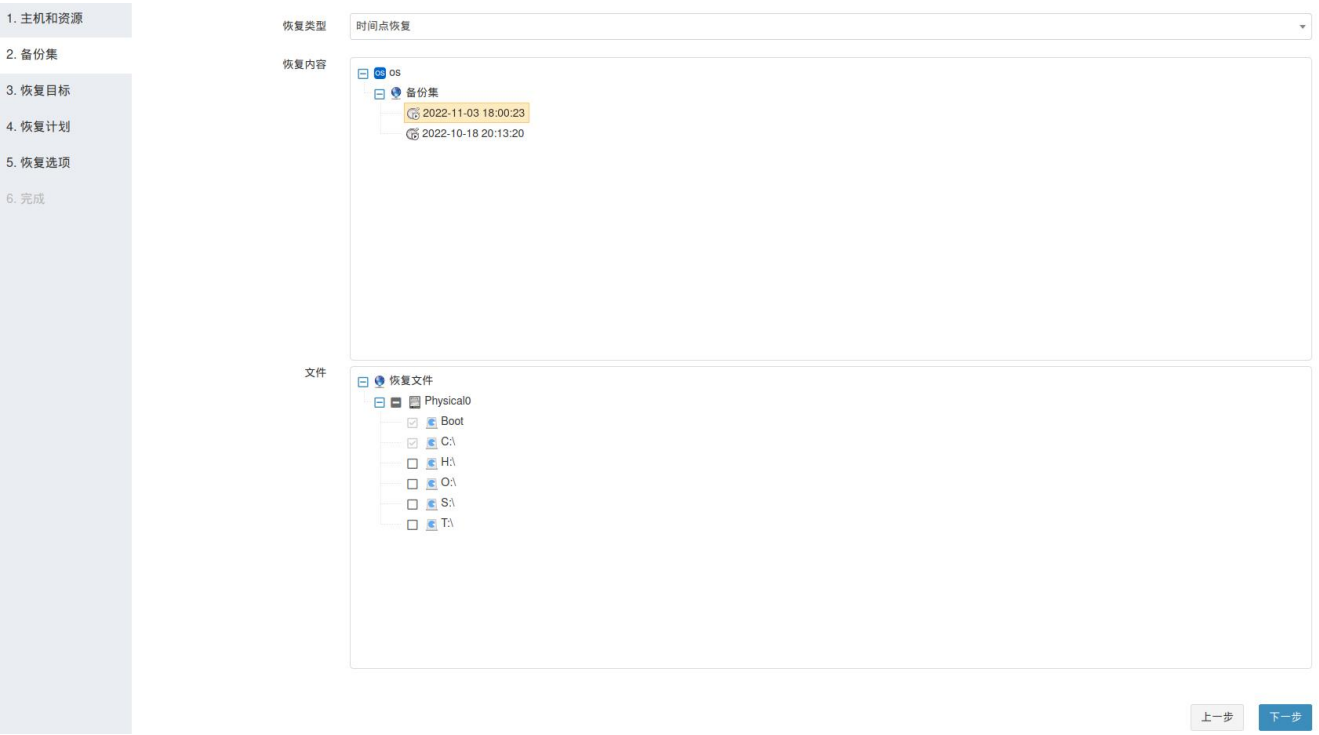 1. 主机和资源
2. 备份集
3. 恢复目标
4. 恢复计划
5. 恢复选项
6. 完成
恢复类型
时间点恢复
恢复内容
os os
备份集
2022-11-03 18:00:23
2022-10-18 20:13:20
文件
恢复文件
Physical0
Boot
C:\
H:\
O:\
S:\
T:\
上一步
下一步